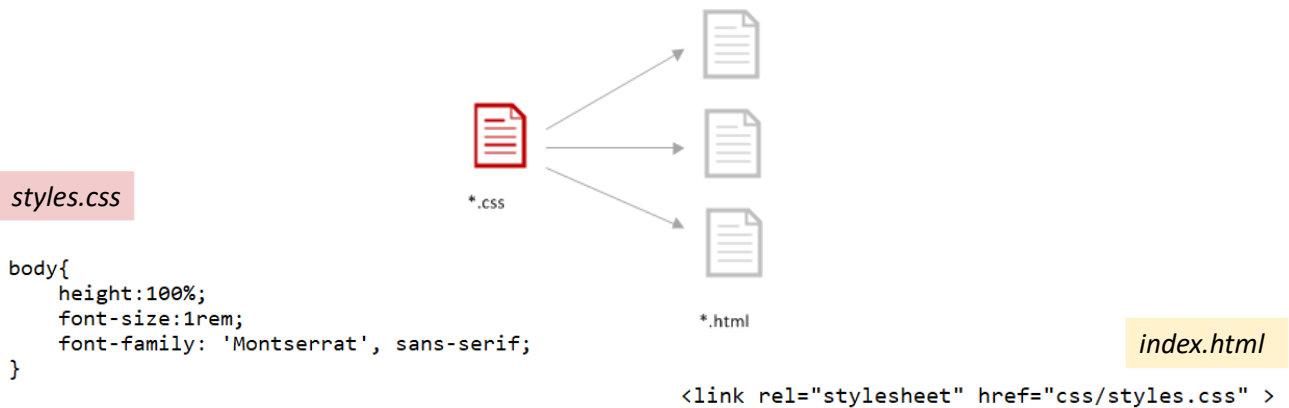 styles.css
*.css
body{
    height:100%;
    font-size:1rem;
    font-family: 'Montserrat', sans-serif;
}
*.html
index.html
<link rel="stylesheet" href="css/styles.css" >